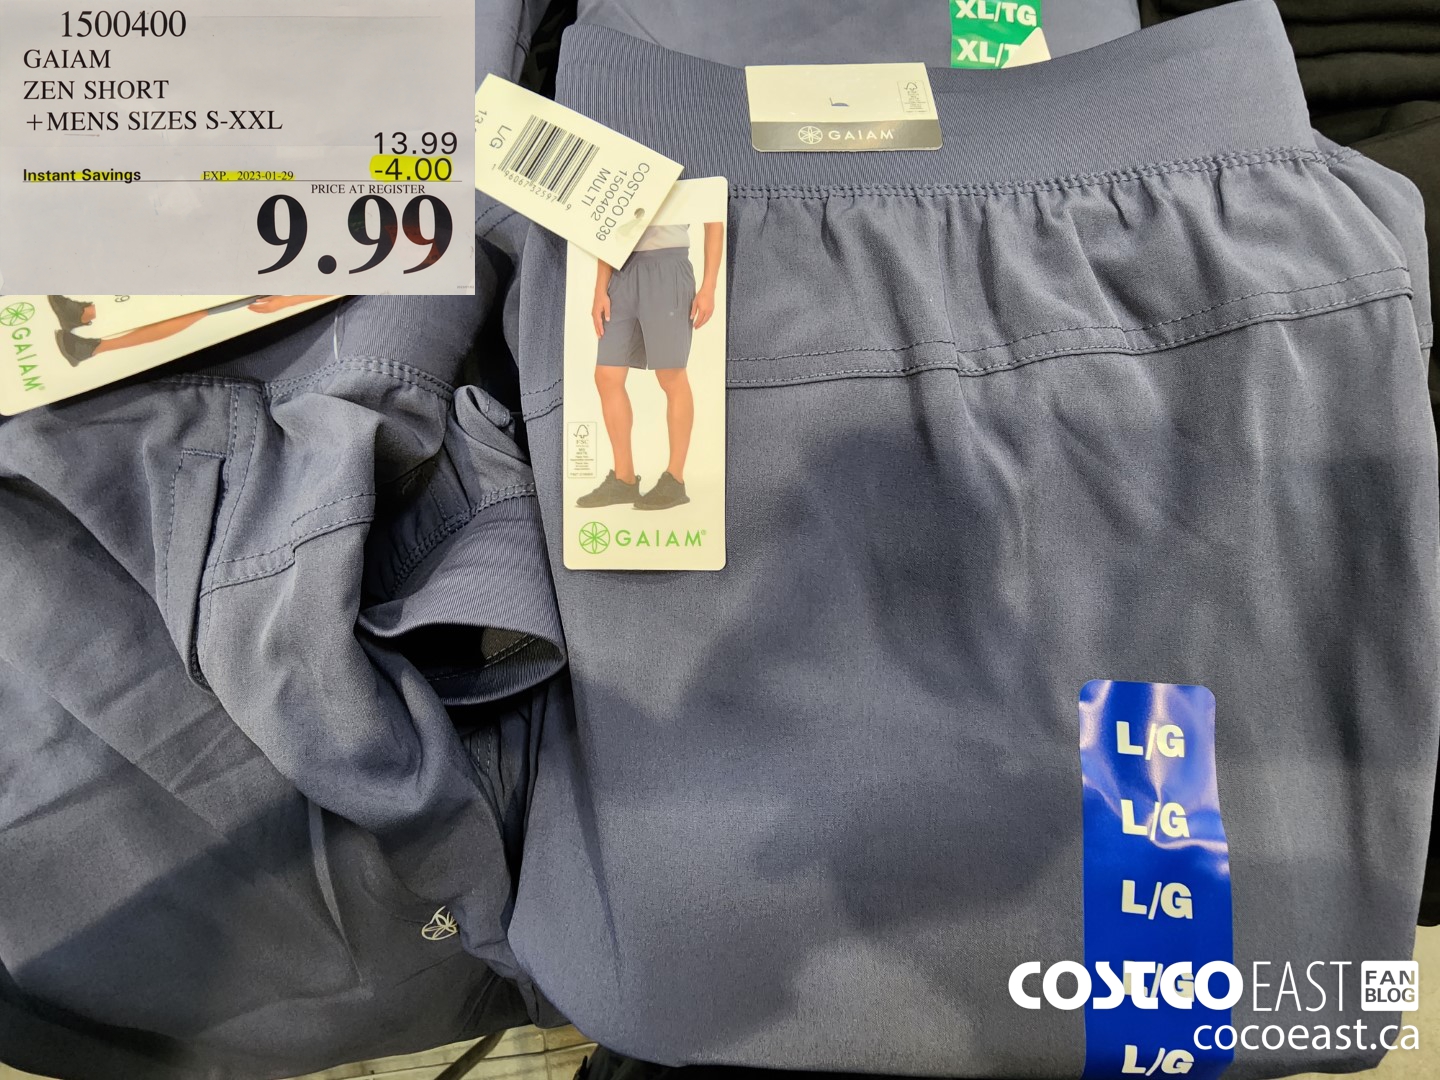 1500400
GAIAM
ZEN SHORT
+MENS SIZES S-XXL
13.99
Instant Savings EXP. 2023-01-29 -4.00
PRICE AT REGISTER
9.99
XL/TG
XL/T
GAIAM
L/G
COSTCO D39
1500402
MULTI
GAIAM
GAIAM®
L/G
L/G
L/G
L/G
L/G
COSTCO EAST FAN BLOG
cocoeast.ca